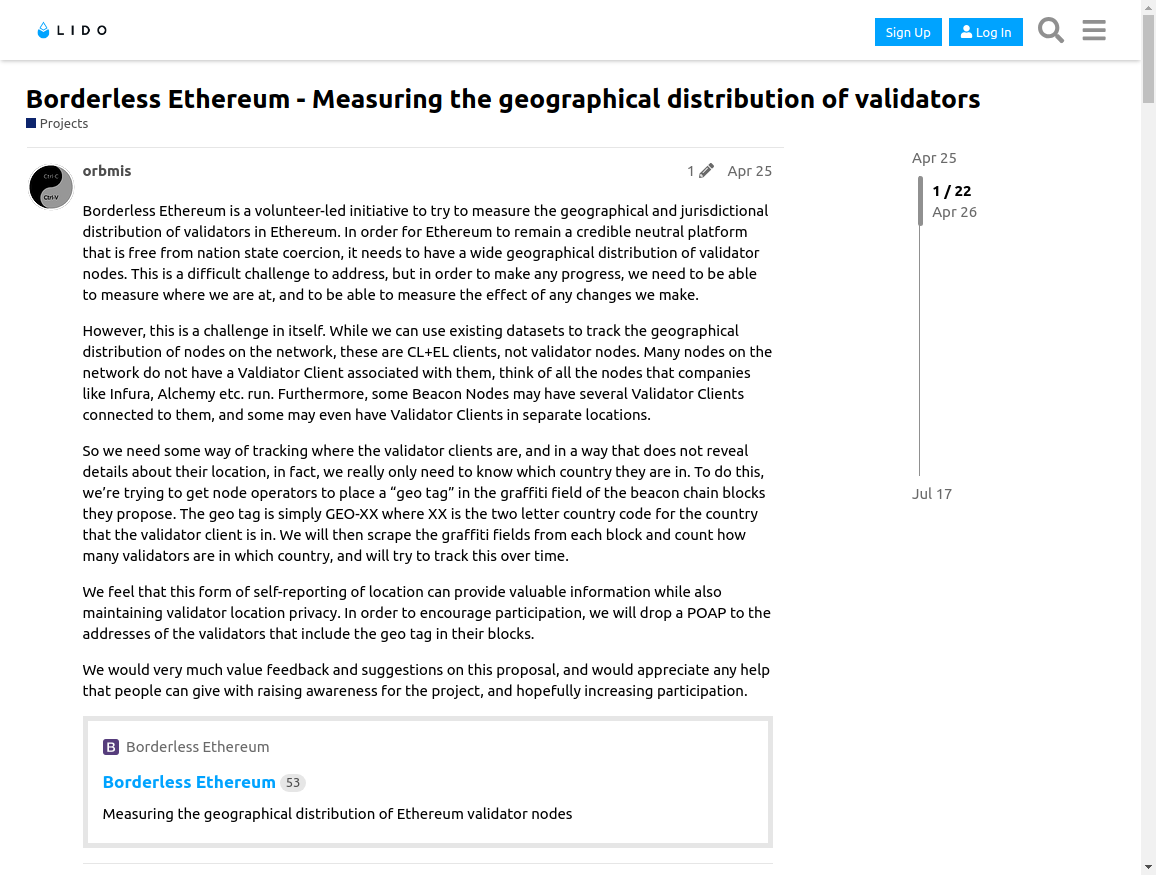 LIDO
Sign Up
Log In
Borderless Ethereum - Measuring the geographical distribution of validators
Projects
orbmis
1
Apr 25
Borderless Ethereum is a volunteer-led initiative to try to measure the geographical and jurisdictional
distribution of validators in Ethereum. In order for Ethereum to remain a credible neutral platform
that is free from nation state coercion, it needs to have a wide geographical distribution of validator
nodes. This is a difficult challenge to address, but in order to make any progress, we need to be able
to measure where we are at, and to be able to measure the effect of any changes we make.
However, this is a challenge in itself. While we can use existing datasets to track the geographical
distribution of nodes on the network, these are CL+EL clients, not validator nodes. Many nodes on the
network do not have a Valdiator Client associated with them, think of all the nodes that companies
like Infura, Alchemy etc. run. Furthermore, some Beacon Nodes may have several Validator Clients
connected to them, and some may even have Validator Clients in separate locations.
So we need some way of tracking where the validator clients are, and in a way that does not reveal
details about their location, in fact, we really only need to know which country they are in. To do this,
we’re trying to get node operators to place a “geo tag” in the graffiti field of the beacon chain blocks
they propose. The geo tag is simply GEO-XX where XX is the two letter country code for the country
that the validator client is in. We will then scrape the graffiti fields from each block and count how
many validators are in which country, and will try to track this over time.
We feel that this form of self-reporting of location can provide valuable information while also
maintaining validator location privacy. In order to encourage participation, we will drop a POAP to the
addresses of the validators that include the geo tag in their blocks.
We would very much value feedback and suggestions on this proposal, and would appreciate any help
that people can give with raising awareness for the project, and hopefully increasing participation.
B Borderless Ethereum
Borderless Ethereum 53
Measuring the geographical distribution of Ethereum validator nodes
Apr 25
1 / 22
Apr 26
Jul 17
Ctrl-C
Ctrl-V